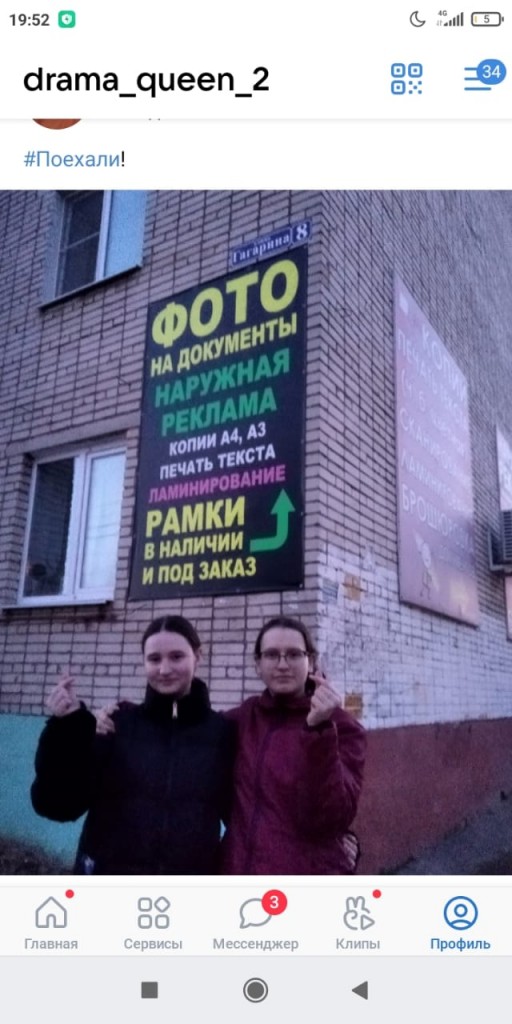 19:52
4G
5
drama_queen_2
34
#Поехали!
Гагарина 8
ФОТО
НА ДОКУМЕНТЫ
НАРУЖНАЯ
РЕКЛАМА
КОПИИ А4, А3
ПЕЧАТЬ ТЕКСТА
ЛАМИНИРОВАНИЕ
РАМКИ
В НАЛИЧИИ
И ПОД ЗАКАЗ
КОПИИ
3
Главная
Сервисы
Мессенджер
Клипы
Профиль